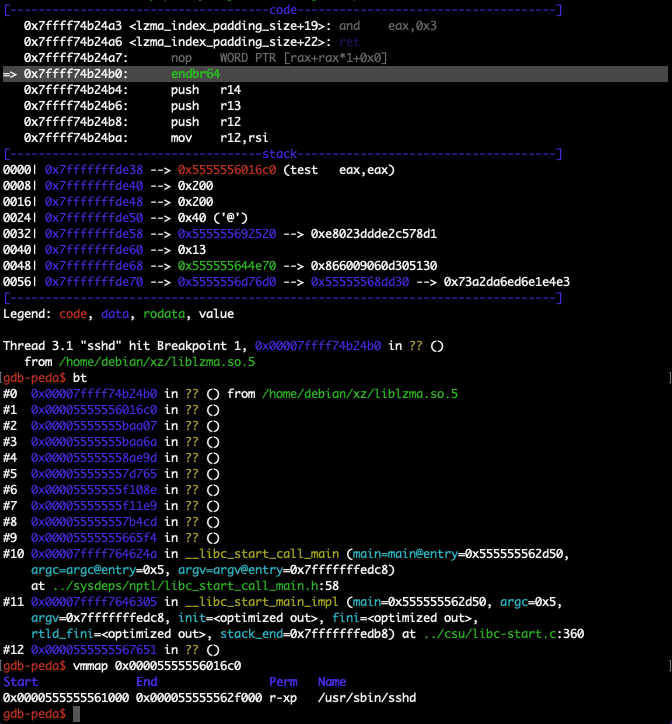 [-------------------------------------code-------------------------------------]
0x7ffff74b24a3 <lzma_index_padding_size+19>: and eax,0x3
0x7ffff74b24a6 <lzma_index_padding_size+22>: ret
0x7ffff74b24a7: nop WORD PTR [rax+rax*1+0x0]
=> 0x7ffff74b24b0: endbr64
0x7ffff74b24b4: push r14
0x7ffff74b24b6: push r13
0x7ffff74b24b8: push r12
0x7ffff74b24ba: mov r12,rsi
[------------------------------------stack-------------------------------------]
0000| 0x7fffffffde38 --> 0x5555556016c0 (test eax,eax)
0008| 0x7fffffffde40 --> 0x200
0016| 0x7fffffffde48 --> 0x200
0024| 0x7fffffffde50 --> 0x40 ('@')
0032| 0x7fffffffde58 --> 0x555555692520 --> 0xe8023ddde2c578d1
0040| 0x7fffffffde60 --> 0x13
0048| 0x7fffffffde68 --> 0x555555644e70 --> 0x866009060d305130
0056| 0x7fffffffde70 --> 0x5555556d76d0 --> 0x55555568dd30 --> 0x73a2da6ed6e1e4e3
[------------------------------------------------------------------------------]
Legend: code, data, rodata, value
Thread 3.1 "sshd" hit Breakpoint 1, 0x00007ffff74b24b0 in ?? ()
from /home/debian/xz/liblzma.so.5
gdb-peda$ bt
#0 0x00007ffff74b24b0 in ?? () from /home/debian/xz/liblzma.so.5
#1 0x00005555556016c0 in ?? ()
#2 0x00005555555baa07 in ?? ()
#3 0x00005555555baa6a in ?? ()
#4 0x000055555558ae9d in ?? ()
#5 0x000055555557d765 in ?? ()
#6 0x00005555555f108e in ?? ()
#7 0x00005555555f11e9 in ?? ()
#8 0x000055555557b4cd in ?? ()
#9 0x00005555555665f4 in ?? ()
#10 0x00007ffff764624a in __libc_start_call_main (main=main@entry=0x555555562d50,
argc=argc@entry=0x5, argv=argv@entry=0x7fffffffedc8)
at ../sysdeps/nptl/libc_start_call_main.h:58
#11 0x00007ffff7646305 in __libc_start_main_impl (main=0x555555562d50, argc=0x5,
argv=0x7fffffffedc8, init=<optimized out>, fini=<optimized out>,
rtld_fini=<optimized out>, stack_end=0x7fffffffedb8) at ../csu/libc-start.c:360
#12 0x0000555555567651 in ?? ()
gdb-peda$ vmmap 0x00005555556016c0
Start End Perm Name
0x0000555555561000 0x000055555562f000 r-xp /usr/sbin/sshd
gdb-peda$